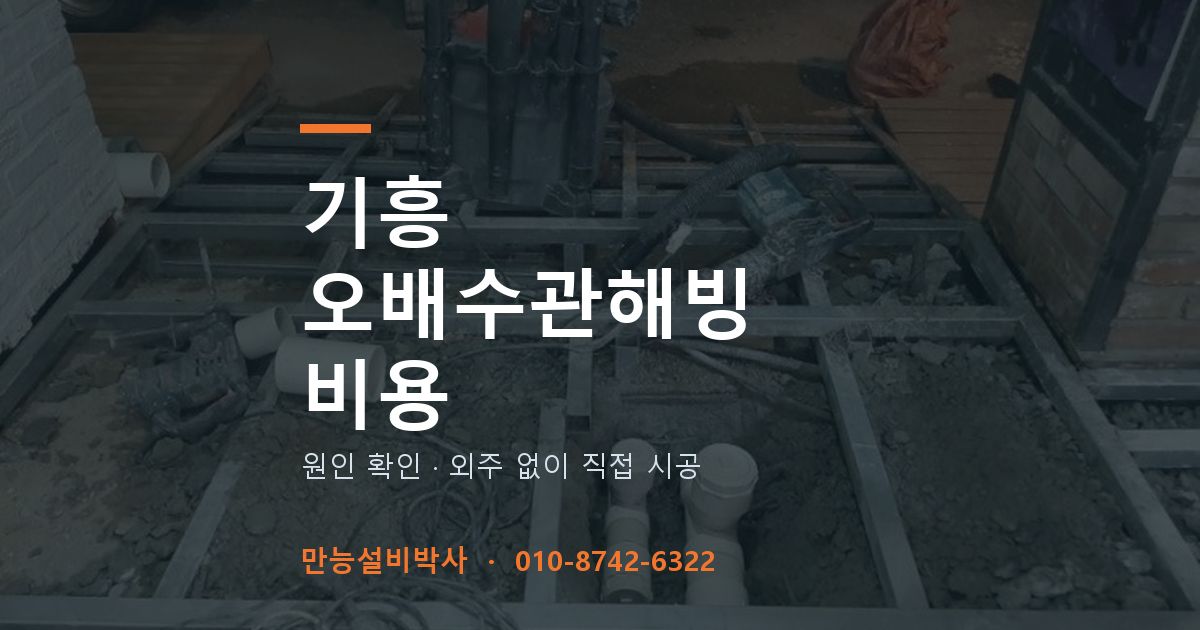 기흥
오배수관해빙
비용
원인 확인 · 외주 없이 직접 시공
만능설비박사 · 010-8742-6322